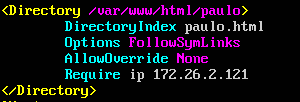 <Directory /var/www/html/paulo>
DirectoryIndex paulo.html
Options FollowSymLinks
AllowOverride None
Require ip 172.26.2.121
</Directory>